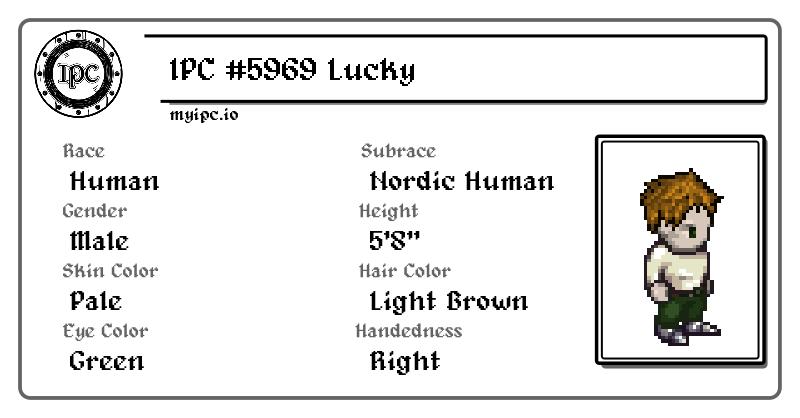 IPC
IPC #5969 Lucky
myipc.io
Race
Human
Subrace
Nordic Human
Gender
Male
Height
5'8"
Skin Color
Pale
Hair Color
Light Brown
Eye Color
Green
Handedness
Right